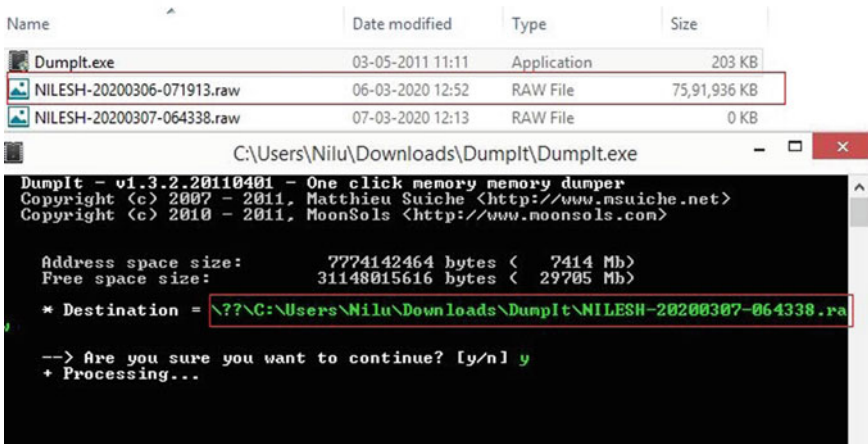 Name Date modified Type Size
DumpIt.exe 03-05-2011 11:11 Application 203 KB
NILESH-20200306-071913.raw 06-03-2020 12:52 RAW File 75,91,936 KB
NILESH-20200307-064338.raw 07-03-2020 12:13 RAW File 0 KB
C:\Users\Nilu\Downloads\DumpIt\DumpIt.exe
DumpIt - v1.3.2.20110401 - One click memory memory dumper
Copyright (c) 2007 - 2011, Matthieu Suiche <http://www.msuiche.net>
Copyright (c) 2010 - 2011, MoonSols <http://www.moonsols.com>
Address space size: 7774142464 bytes ( 7414 Mb)
Free space size: 31148015616 bytes ( 29705 Mb)
* Destination = \??\C:\Users\Nilu\Downloads\DumpIt\NILESH-20200307-064338.ra
w
--> Are you sure you want to continue? [y/n] y
+ Processing...